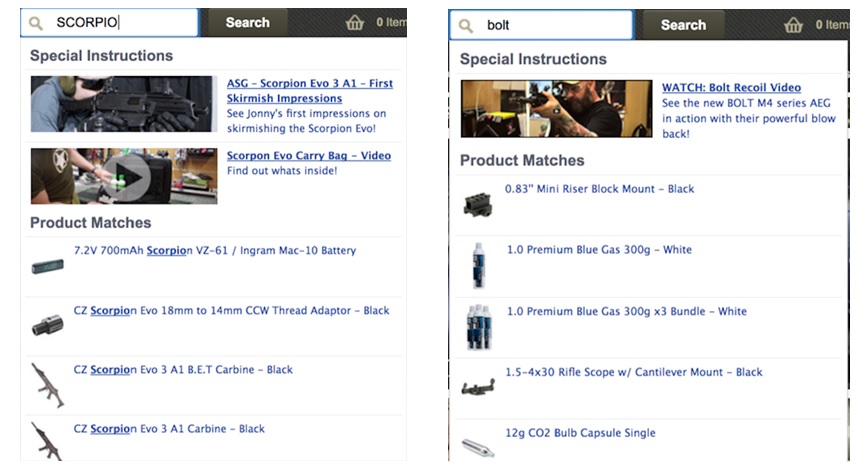 SCORPIO
Search
0 Item
Special Instructions
ASG – Scorpion Evo 3 A1 – First
Skirmish Impressions
See Jonny's first impressions on
skirmishing the Scorpion Evo!
Scorpon Evo Carry Bag – Video
Find out whats inside!
Product Matches
7.2V 700mAh Scorpion VZ-61 / Ingram Mac-10 Battery
CZ Scorpion Evo 18mm to 14mm CCW Thread Adaptor – Black
CZ Scorpion Evo 3 A1 B.E.T Carbine – Black
CZ Scorpion Evo 3 A1 Carbine – Black
bolt
Search
0 Item
Special Instructions
WATCH: Bolt Recoil Video
See the new BOLT M4 series AEG
in action with their powerful blow
back!
Product Matches
0.83" Mini Riser Block Mount – Black
1.0 Premium Blue Gas 300g – White
1.0 Premium Blue Gas 300g x3 Bundle – White
1.5-4x30 Rifle Scope w/ Cantilever Mount – Black
12g CO2 Bulb Capsule Single